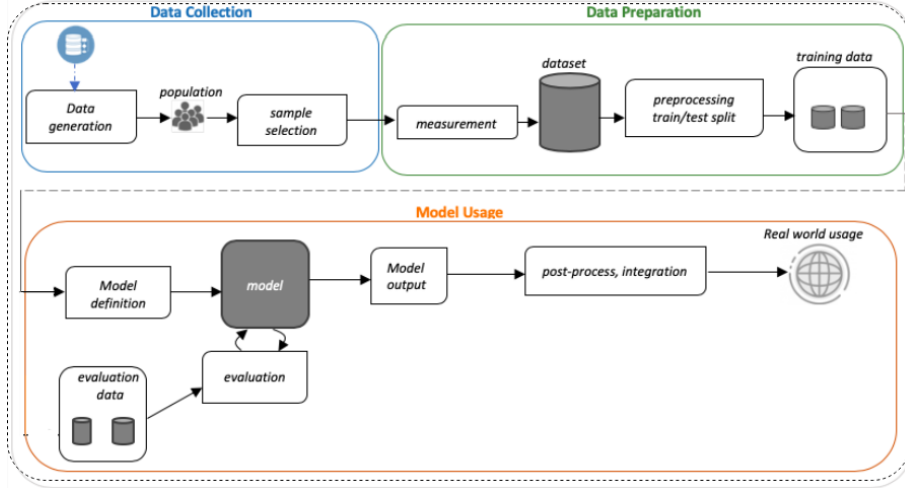 Data Collection
Data Preparation
Data
generation
population
sample
selection
measurement
dataset
preprocessing
train/test split
training data
Model Usage
Model
definition
model
Model
output
post-process, integration
Real world usage
evaluation
data
evaluation